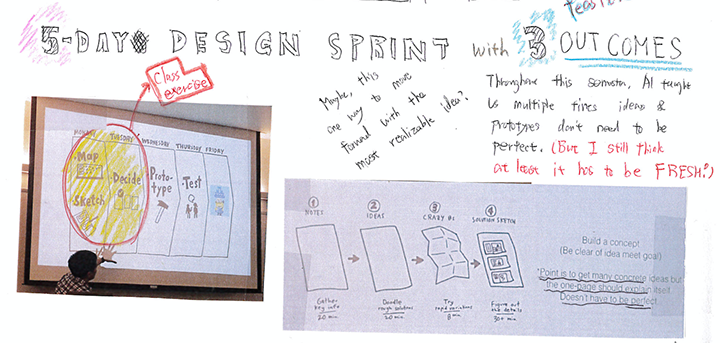 5-DAY DESIGN SPRINT with 3 OUTCOMES
Class
exercise
Maybe, this
one way to move
forward with the
most realizable idea?
Throughout this semester, Al taught
us multiple times ideas &
prototypes don't need to be
perfect. (But I still think
at least it has to be FRESH!)
MONDAY TUESDAY WEDNESDAY THURSDAY FRIDAY
Map
Sketch
Decide
Proto-
type
Test
1 NOTES
Gather
key info
20 min
2 IDEAS
Doodle
rough solutions
20 min
3 CRAZY 8s
Try
rapid variations
8 min
4 SOLUTION SKETCH
Figure out
the details
30+ min
Build a concept
(Be clear of idea meet goal)
*Point is to get many concrete ideas but
the one-page should explain itself.
Doesn't have to be perfect.